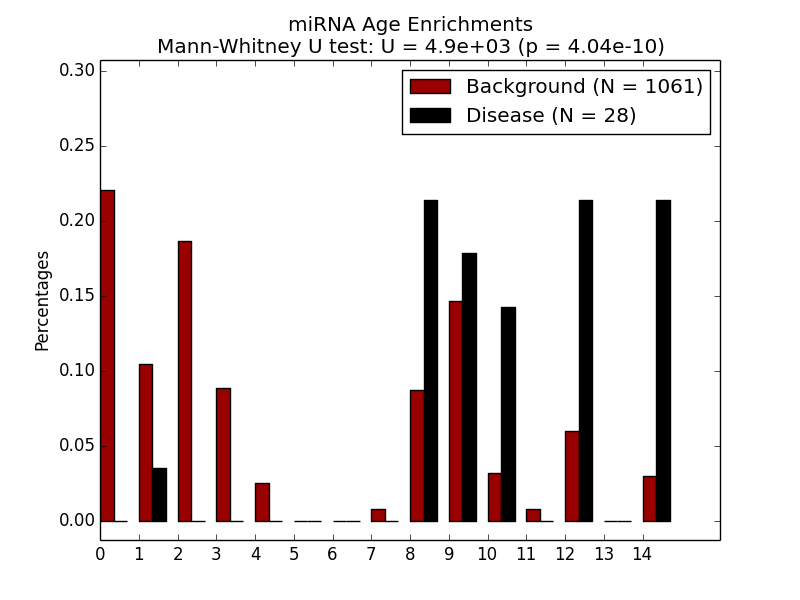 miRNA Age Enrichments
Mann-Whitney U test: U = 4.9e+03 (p = 4.04e-10)
Background (N = 1061)
Disease (N = 28)
Percentages
0.30
0.25
0.20
0.15
0.10
0.05
0.00
0 1 2 3 4 5 6 7 8 9 10 11 12 13 14